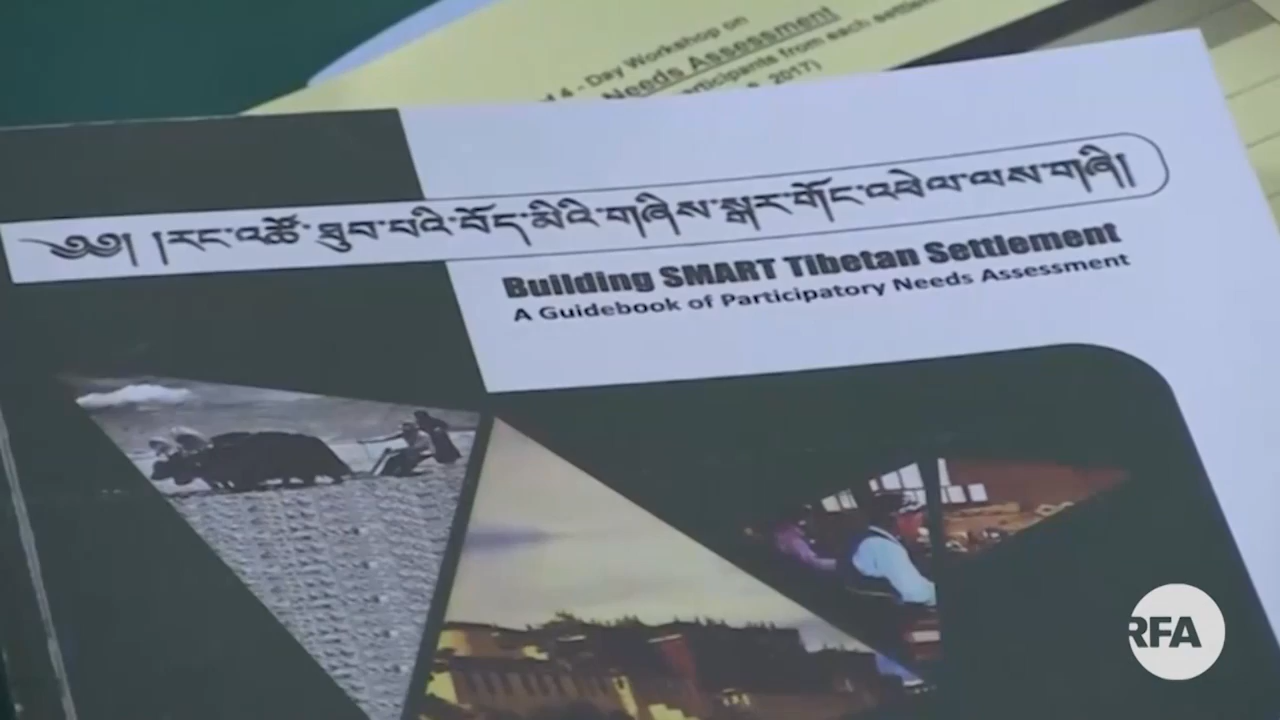 4 - Day Workshop on
Needs Assessment
participants from each settlem
, 2017)
༄༅། །རང་འཚོ་ཐུབ་པའི་བོད་མིའི་གཞིས་སྒར་གོང་འཕེལ་ལས་གཞི།
Building SMART Tibetan Settlement
A Guidebook of Participatory Needs Assessment
RFA